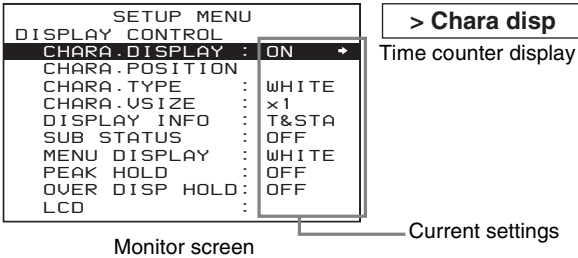 SETUP MENU
DISPLAY CONTROL
CHARA.DISPLAY : ON →
CHARA.POSITION
CHARA.TYPE : WHITE
CHARA.VSIZE : ×1
DISPLAY INFO : T&STA
SUB STATUS : OFF
MENU DISPLAY : WHITE
PEAK HOLD : OFF
OVER DISP HOLD: OFF
LCD :
Monitor screen
> Chara disp
Time counter display
Current settings